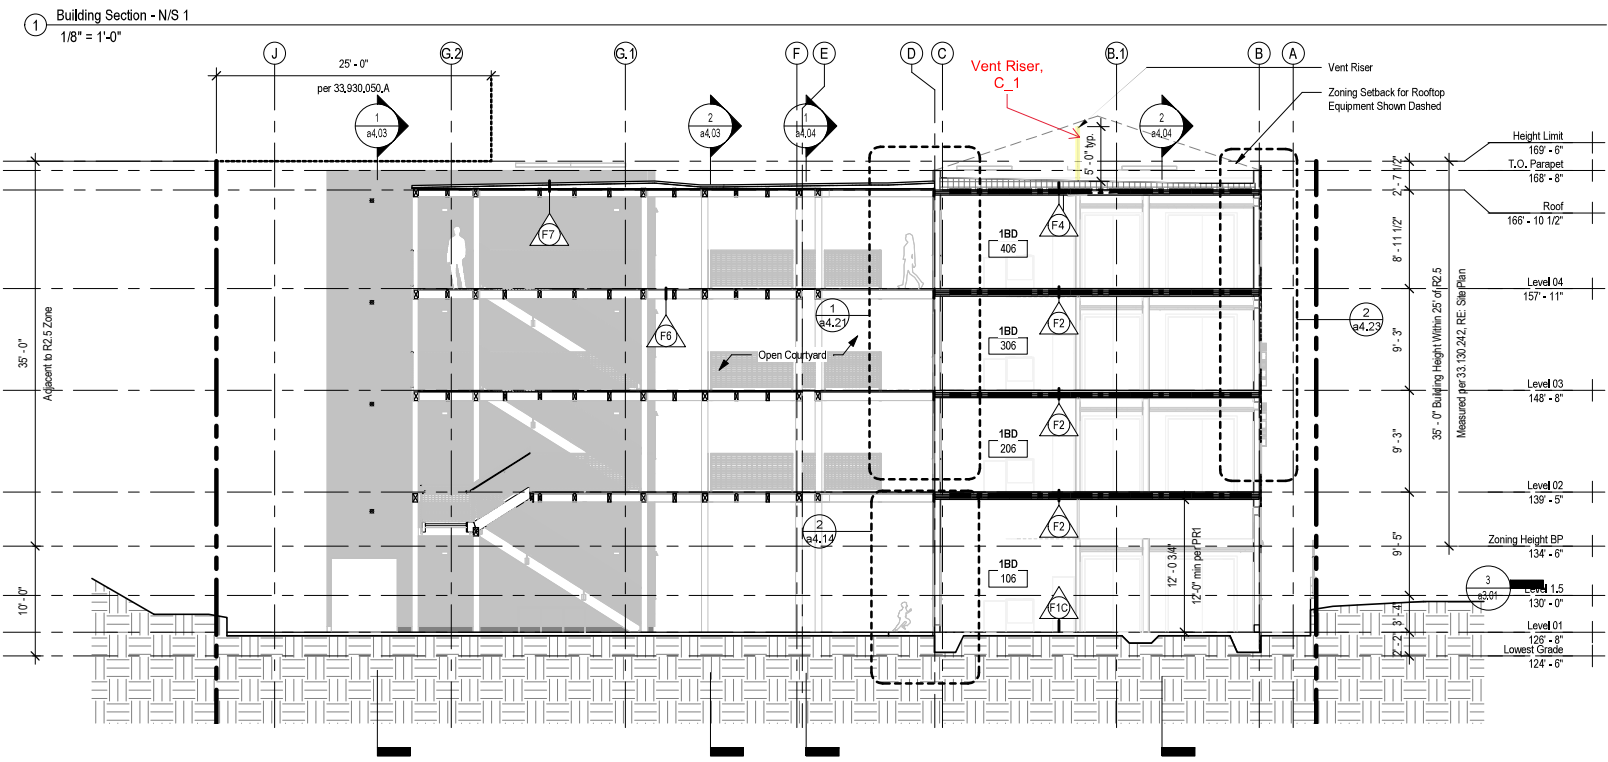 1
Building Section - N/S 1
1/8" = 1'-0"
J
G.2
G.1
F
E
D
C
B.1
B
A
25' - 0"
per 33.930.050.A
Vent Riser,
C_1
Vent Riser
Zoning Setback for Rooftop
Equipment Shown Dashed
1
a4.03
2
a4.03
1
a4.04
2
a4.04
5' - 0" typ.
Height Limit
169' - 6"
T.O. Parapet
168' - 8"
Roof
166' - 10 1/2"
Level 04
157' - 11"
Level 03
148' - 8"
Level 02
139' - 5"
Zoning Height BP
134' - 6"
Level 1.5
130' - 0"
Level 01
126' - 8"
Lowest Grade
124' - 6"
2' - 7 1/2"
8' - 11 1/2"
9' - 3"
9' - 3"
9' - 5"
3' - 4"
2' - 2"
35' - 0" Building Height Within 25' of R2.5
Measured per 33.130.242, RE: Site Plan
35' - 0"
Adjacent to R2.5 Zone
10' - 0"
F7
F4
1BD
406
F6
F2
1BD
306
1
a4.21
2
a4.23
Open Courtyard
F2
1BD
206
2
a4.14
F2
1BD
106
F1C
12' - 0 3/4"
12'-0" min per PR1
3
a3.01